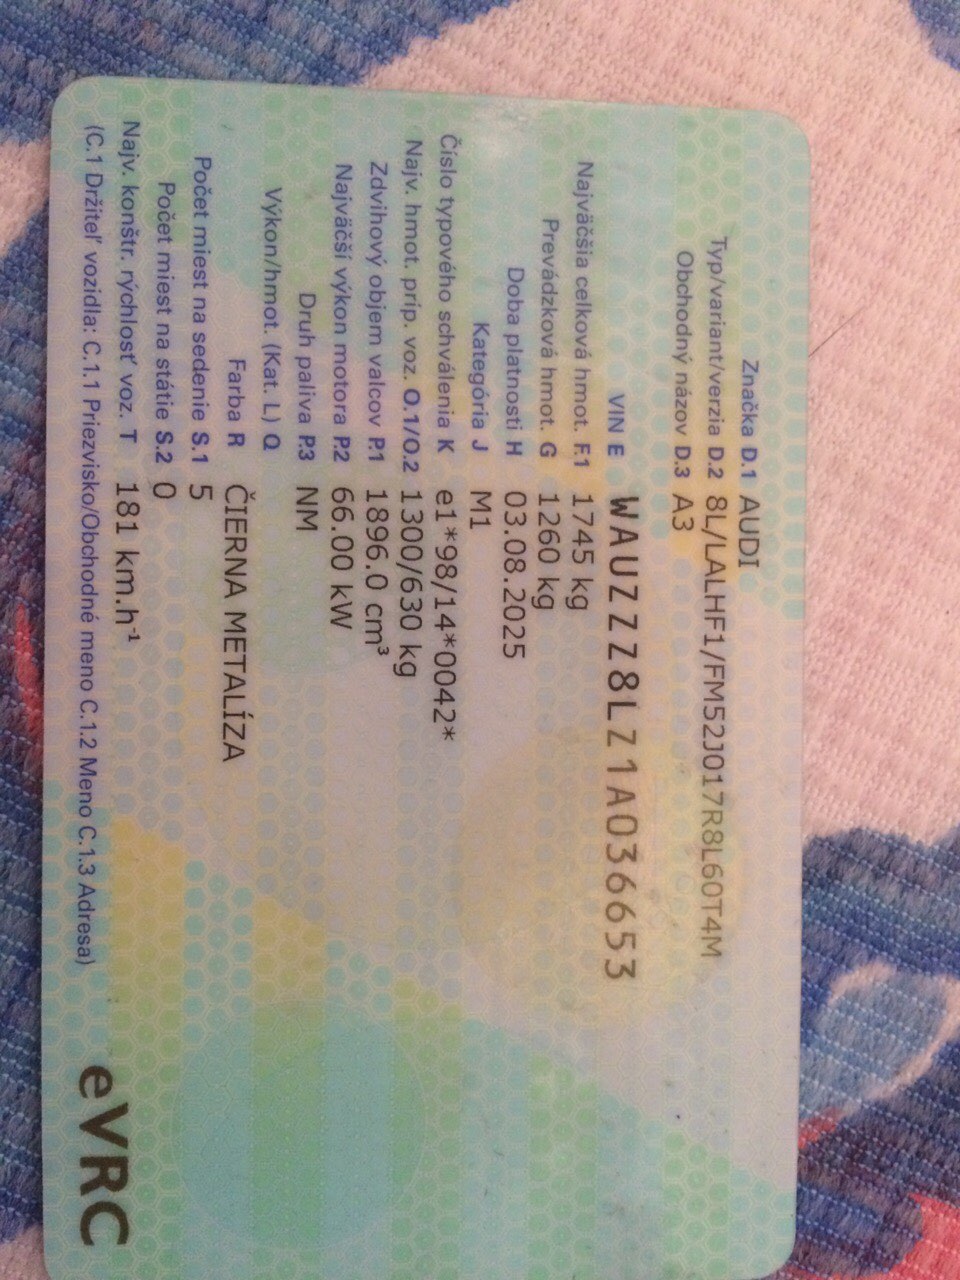 Značka D.1 AUDI
Typ/variant/verzia D.2 8L/LALHF1/FM52J017R8L60T4M
Obchodný názov D.3 A3
VIN E WAUZZZ8LZ1A036653
Najväčšia celková hmot. F.1 1745 kg
Prevádzková hmot. G 1260 kg
Doba platnosti H 03.08.2025
Kategória J M1
Číslo typového schválenia K e1*98/14*0042*
Najv. hmot. príp. voz. O.1/O.2 1300/630 kg
Zdvihový objem valcov P.1 1896.0 cm³
Najväčší výkon motora P.2 66.00 kW
Druh paliva P.3 NM
Výkon/hmot. (Kat. L) Q
Farba R ČIERNA METALÍZA
Počet miest na sedenie S.1 5
Počet miest na státie S.2 0
Najv. konštr. rýchlosť voz. T 181 km.h⁻¹
(C.1 Držiteľ vozidla: C.1.1 Priezvisko/Obchodné meno C.1.2 Meno C.1.3 Adresa)
eVRC